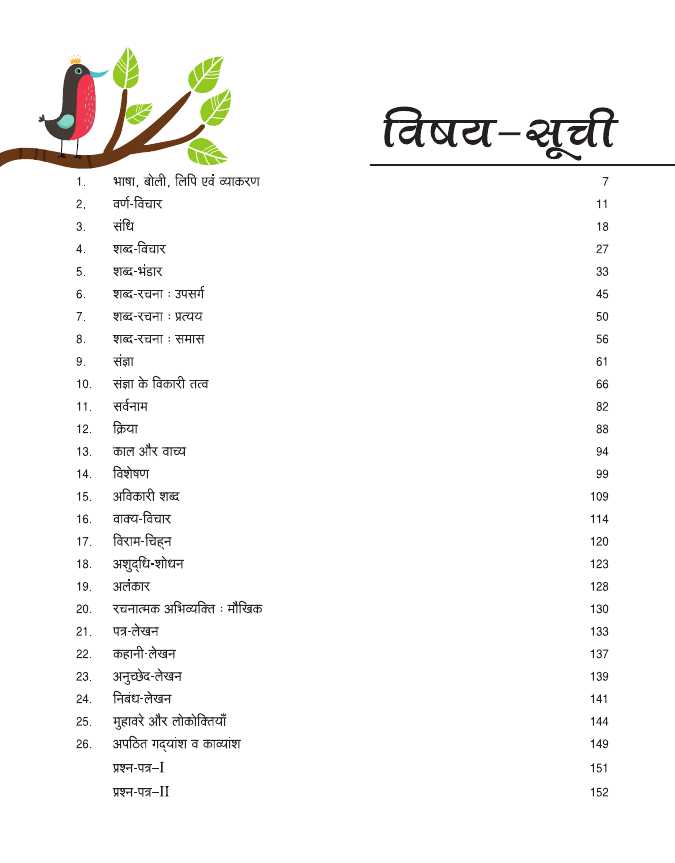 विषय-सूची
1. भाषा, बोली, लिपि एवं व्याकरण 7
2, वर्ण-विचार 11
3. संधि 18
4. शब्द-विचार 27
5. शब्द-भंडार 33
6. शब्द-रचना : उपसर्ग 45
7. शब्द-रचना : प्रत्यय 50
8. शब्द-रचना : समास 56
9. संज्ञा 61
10. संज्ञा के विकारी तत्व 66
11. सर्वनाम 82
12. क्रिया 88
13. काल और वाच्य 94
14. विशेषण 99
15. अविकारी शब्द 109
16. वाक्य-विचार 114
17. विराम-चिह्न 120
18. अशुद्धि-शोधन 123
19. अलंकार 128
20. रचनात्मक अभिव्यक्ति : मौखिक 130
21. पत्र-लेखन 133
22. कहानी-लेखन 137
23. अनुच्छेद-लेखन 139
24. निबंध-लेखन 141
25. मुहावरे और लोकोक्तियाँ 144
26. अपठित गद्यांश व काव्यांश 149
प्रश्न-पत्र–I 151
प्रश्न-पत्र–II 152